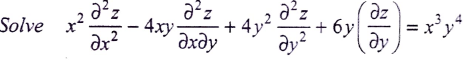 Solve x² ∂²z/∂x² − 4xy ∂²z/∂x∂y + 4y² ∂²z/∂y² + 6y(∂z/∂y) = x³y⁴